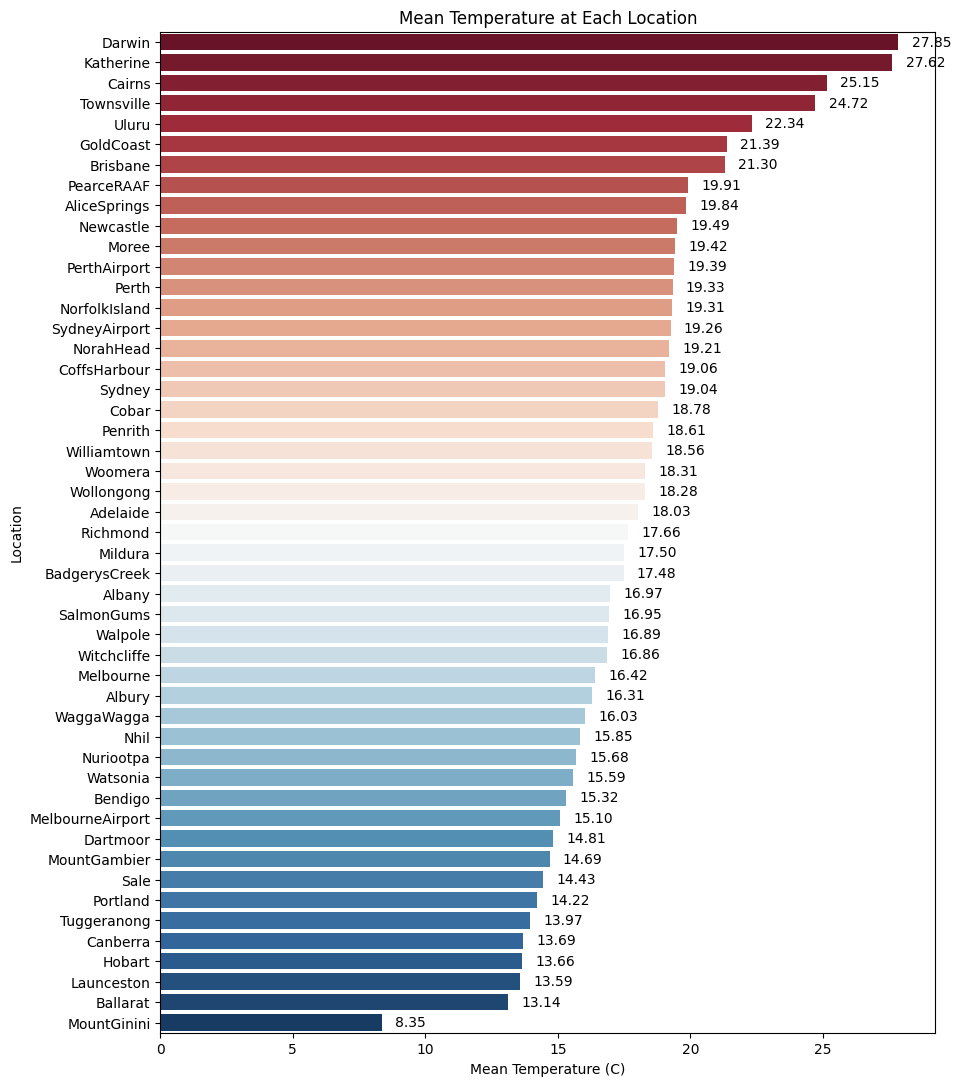 Mean Temperature at Each Location
Darwin 27.85
Katherine 27.62
Cairns 25.15
Townsville 24.72
Uluru 22.34
GoldCoast 21.39
Brisbane 21.30
PearceRAAF 19.91
AliceSprings 19.84
Newcastle 19.49
Moree 19.42
PerthAirport 19.39
Perth 19.33
NorfolkIsland 19.31
SydneyAirport 19.26
NorahHead 19.21
CoffsHarbour 19.06
Sydney 19.04
Cobar 18.78
Penrith 18.61
Williamtown 18.56
Woomera 18.31
Wollongong 18.28
Adelaide 18.03
Richmond 17.66
Mildura 17.50
BadgerysCreek 17.48
Albany 16.97
SalmonGums 16.95
Walpole 16.89
Witchcliffe 16.86
Melbourne 16.42
Albury 16.31
WaggaWagga 16.03
Nhil 15.85
Nuriootpa 15.68
Watsonia 15.59
Bendigo 15.32
MelbourneAirport 15.10
Dartmoor 14.81
MountGambier 14.69
Sale 14.43
Portland 14.22
Tuggeranong 13.97
Canberra 13.69
Hobart 13.66
Launceston 13.59
Ballarat 13.14
MountGinini 8.35
Location
0 5 10 15 20 25
Mean Temperature (C)